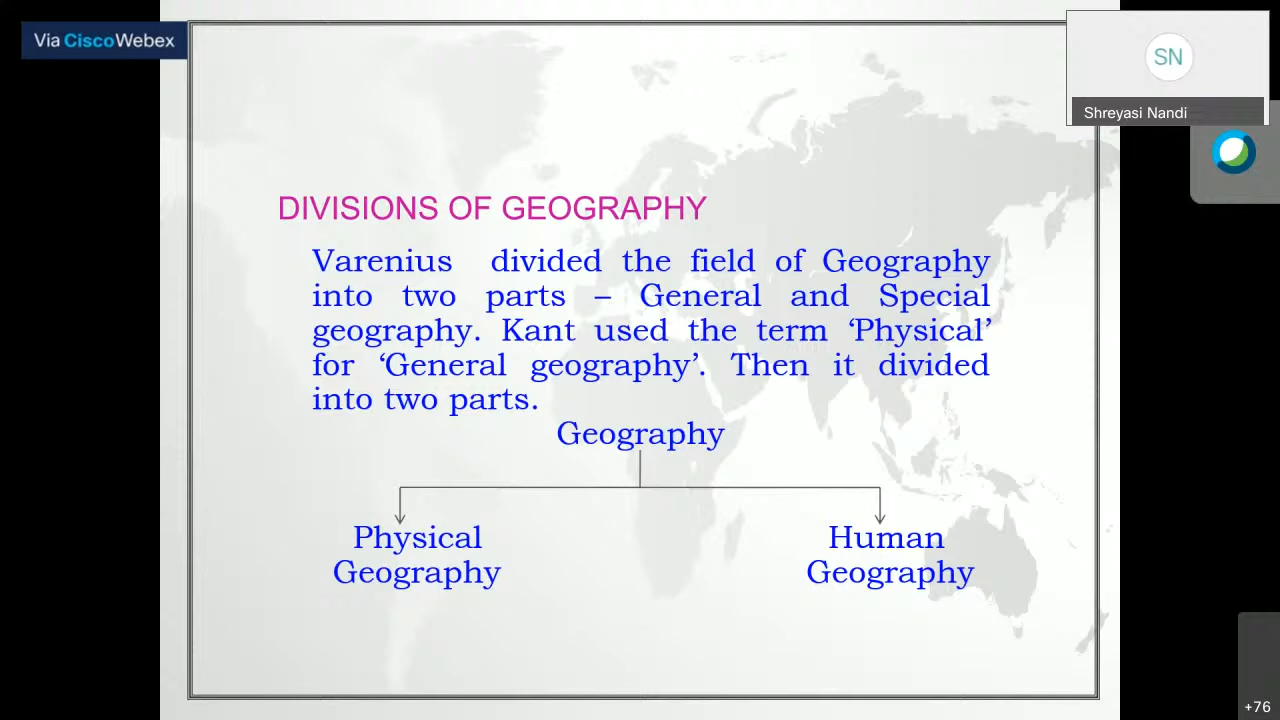 Via CiscoWebex
SN
Shreyasi Nandi
DIVISIONS OF GEOGRAPHY
Varenius divided the field of Geography
into two parts – General and Special
geography. Kant used the term ‘Physical’
for ‘General geography’. Then it divided
into two parts.
Geography
Physical
Geography
Human
Geography
+76